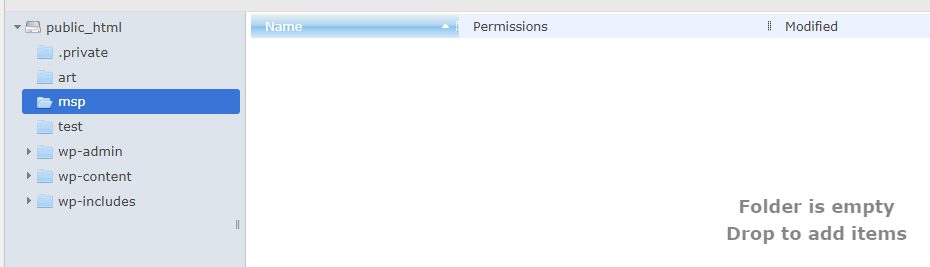 public_html
.private
art
msp
test
wp-admin
wp-content
wp-includes
Name Permissions Modified
Folder is empty
Drop to add items